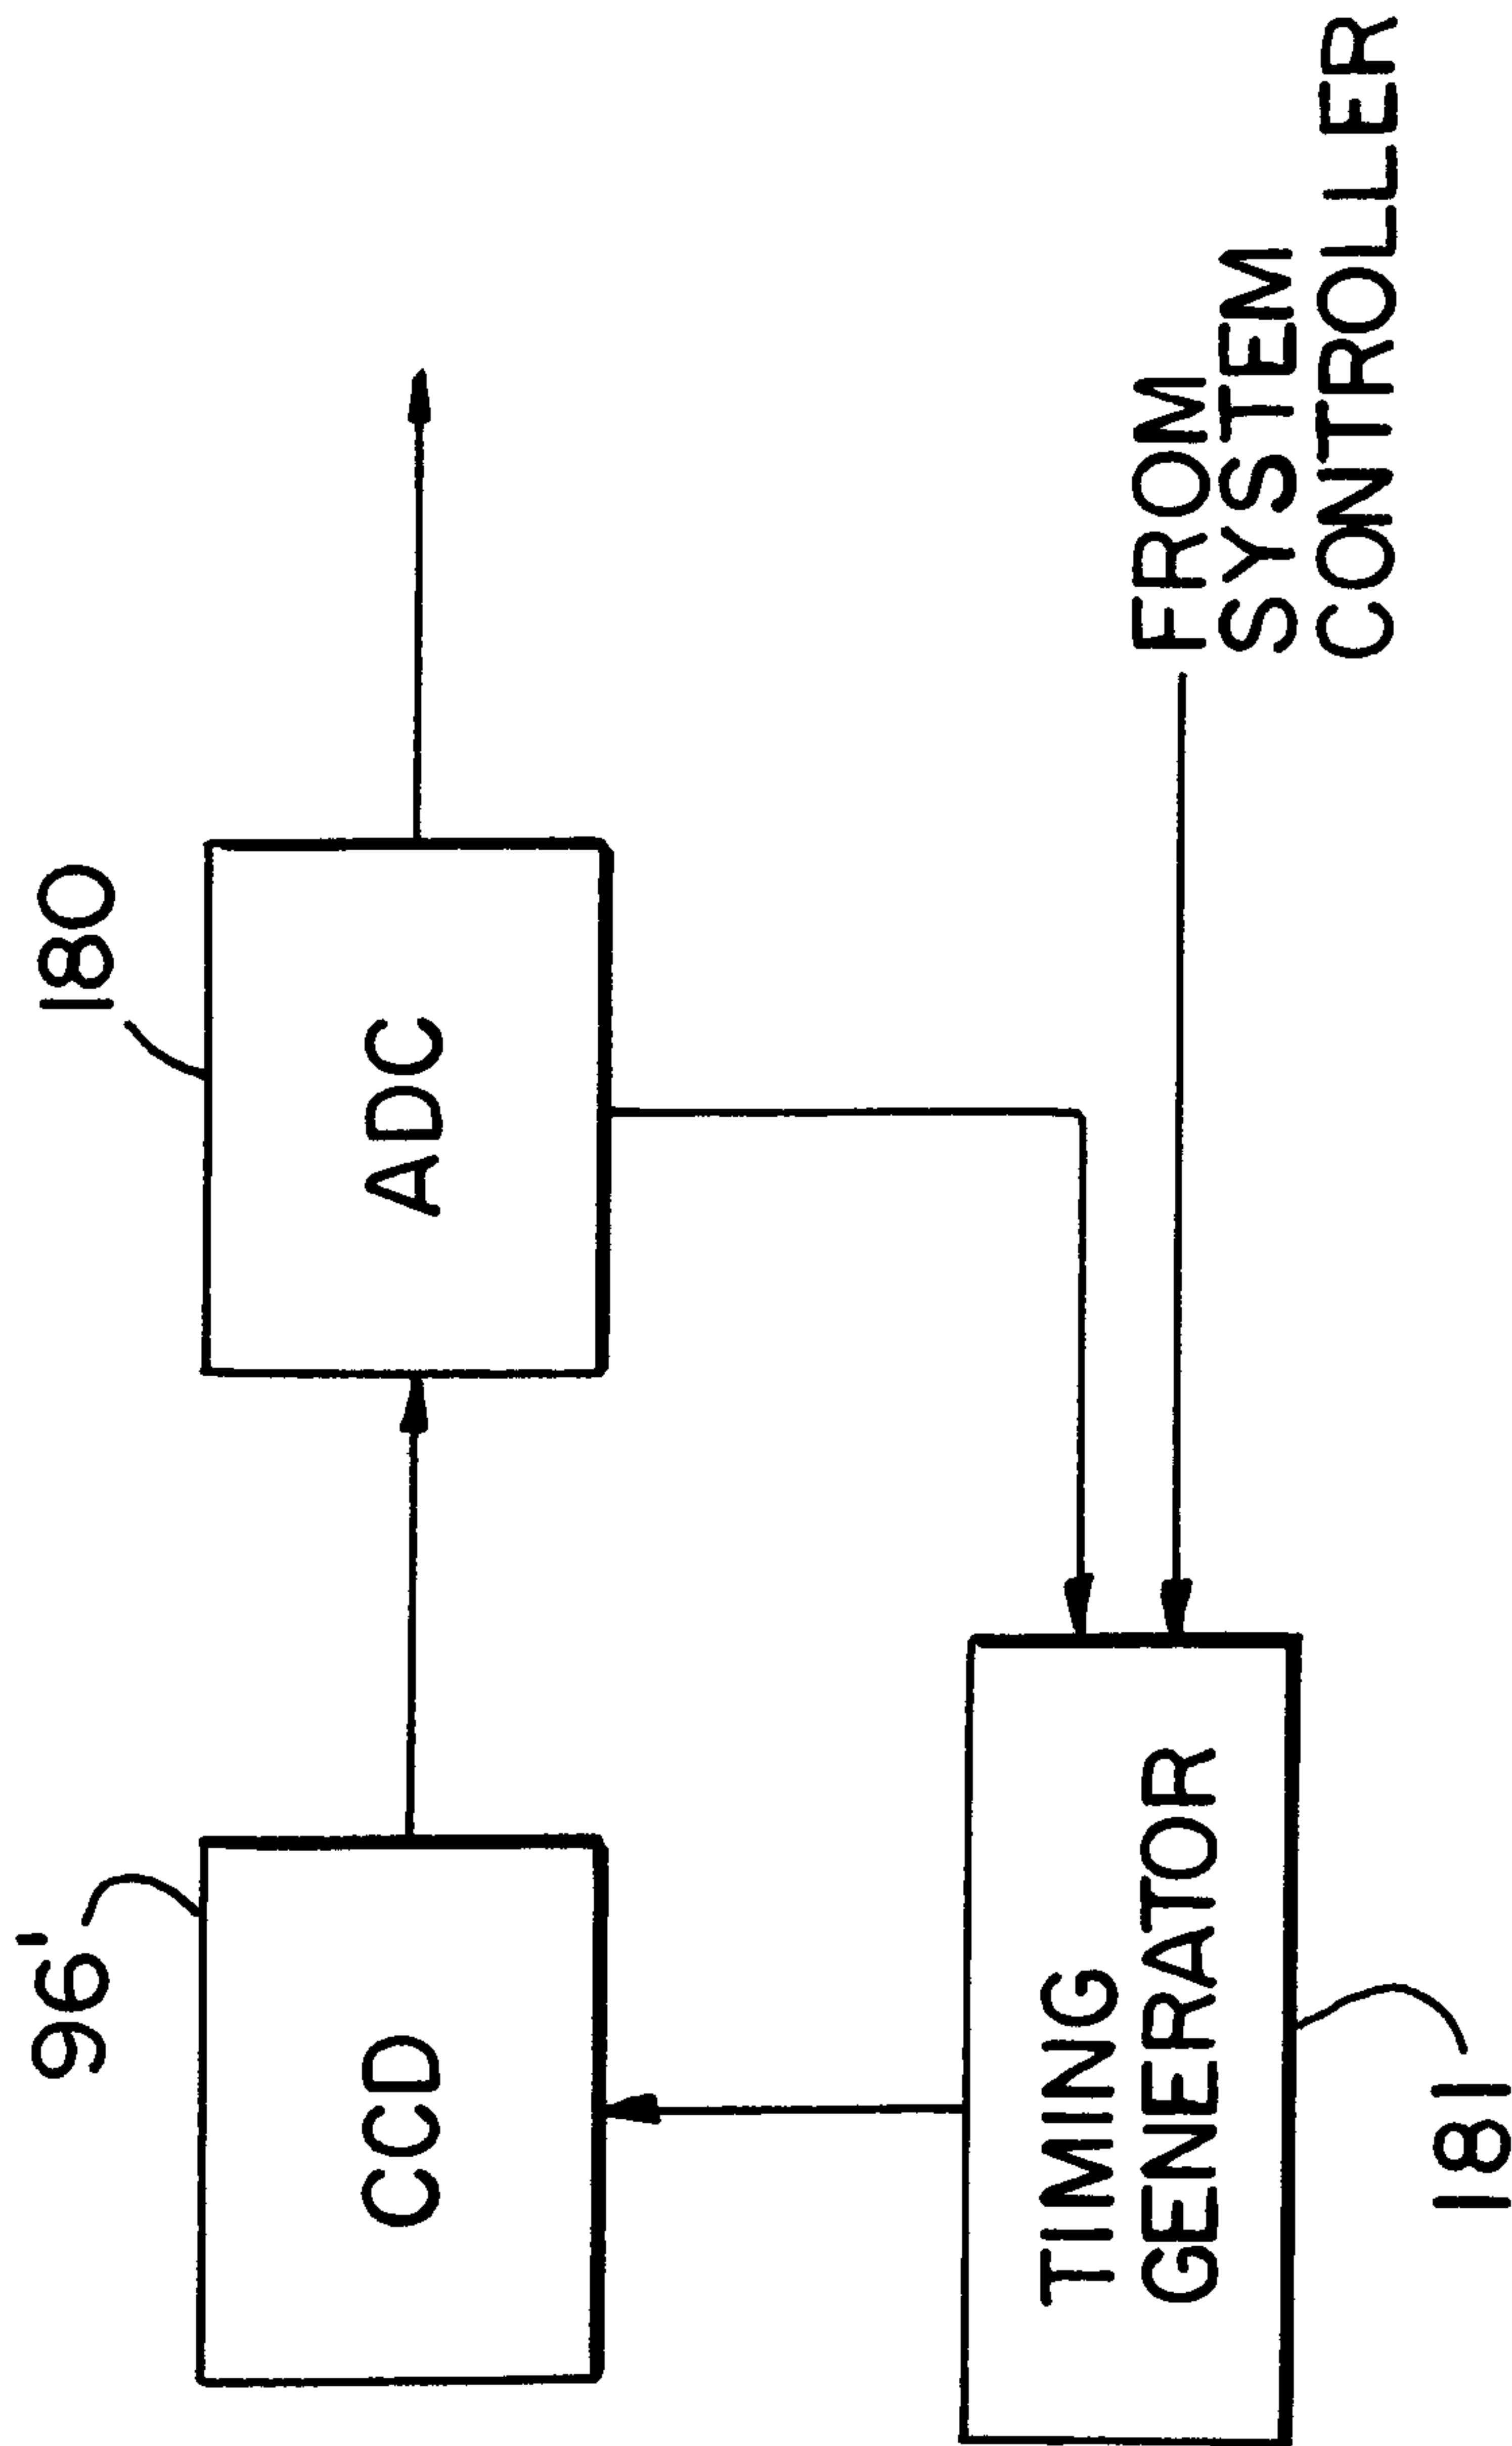 96'
180
CCD
ADC
TIMING
GENERATOR
FROM
SYSTEM
CONTROLLER
181